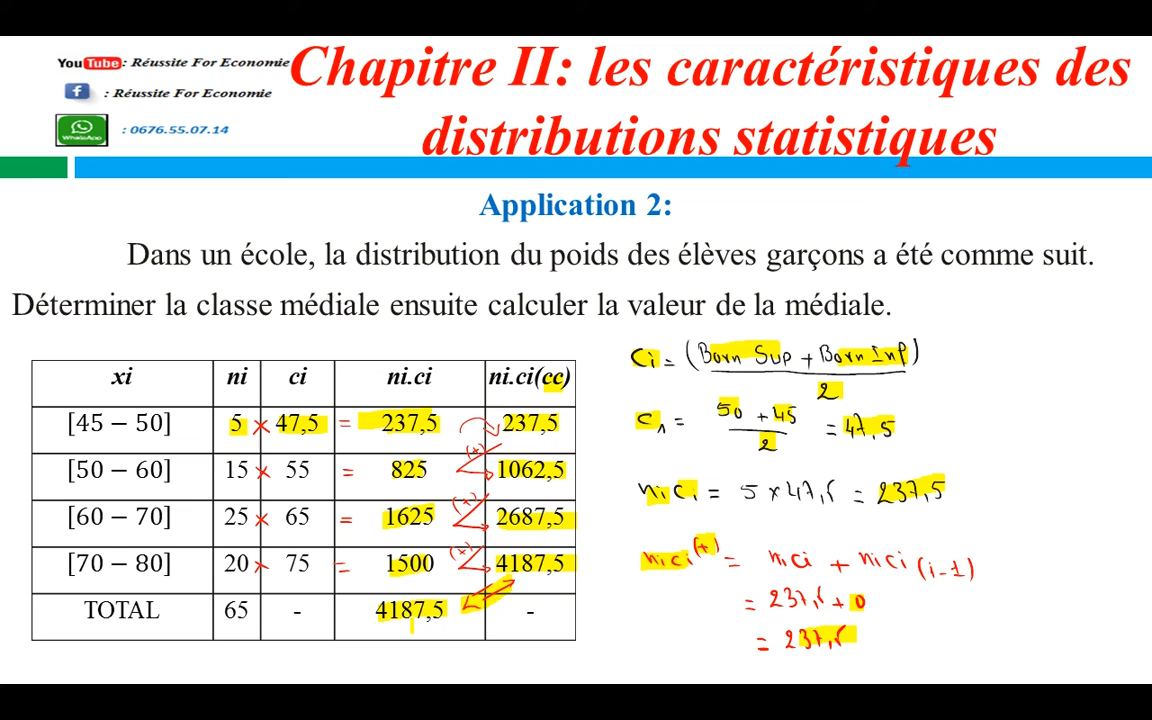 YouTube : Réussite For Economie
f : Réussite For Economie
WhatsApp : 0676.55.07.14
Chapitre II: les caractéristiques des
distributions statistiques
Application 2:
Dans un école, la distribution du poids des élèves garçons a été comme suit.
Déterminer la classe médiale ensuite calculer la valeur de la médiale.
xi ni ci ni.ci ni.ci(cc)
[45 − 50] 5 × 47,5 = 237,5 237,5
[50 − 60] 15 × 55 = 825 (+) 1062,5
[60 − 70] 25 × 65 = 1625 (+) 2687,5
[70 − 80] 20 × 75 = 1500 (+) 4187,5
TOTAL 65 - 4187,5 -
Ci = (Born Sup + Born Inf)
2
C1 = 50 + 45 = 47,5
2
nici = 5 × 47,5 = 237,5
nici(+) = nici + nici(i-1)
= 237,5 + 0
= 237,5